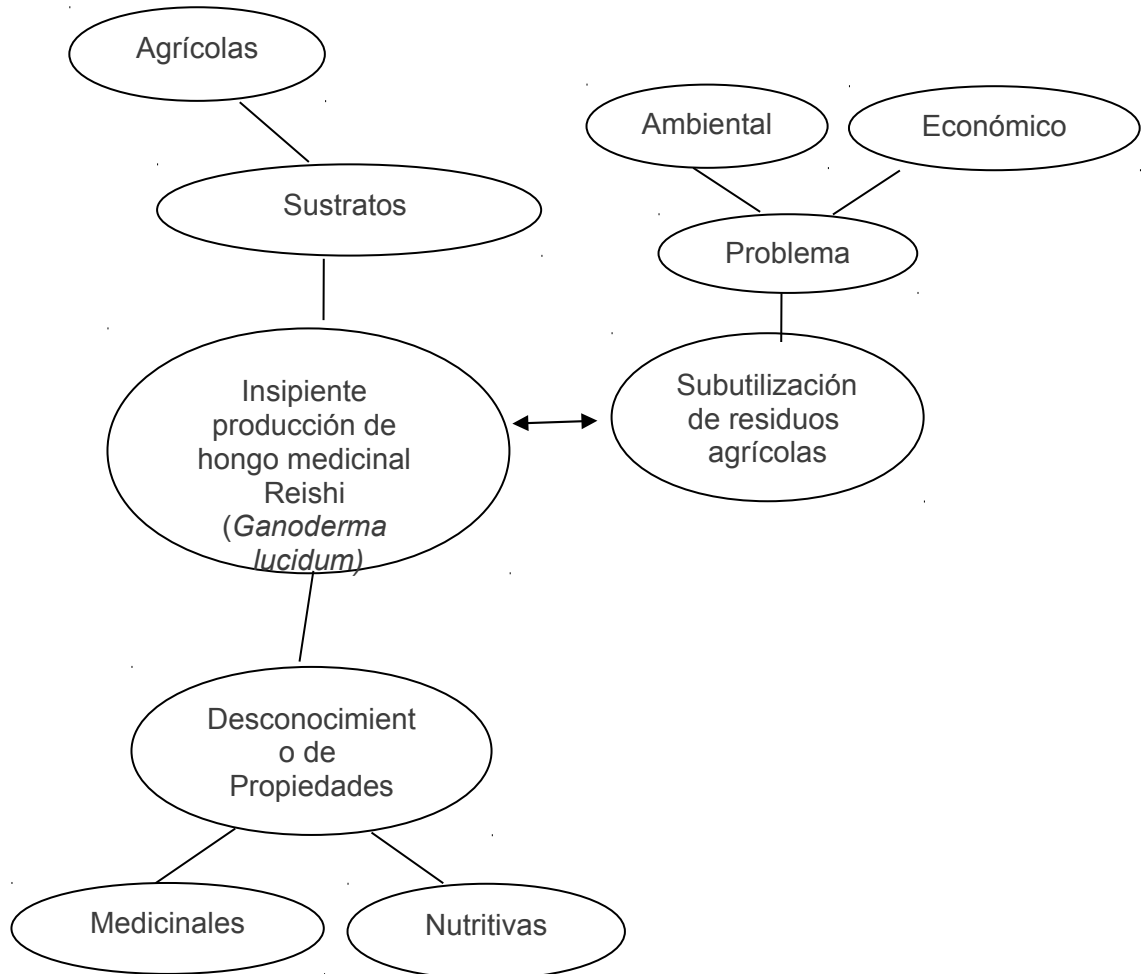 Agrícolas
Ambiental
Económico
Sustratos
Problema
Insipiente
producción de
hongo medicinal
Reishi
(Ganoderma
lucidum)
Subutilización
de residuos
agrícolas
Desconocimient
o de
Propiedades
Medicinales
Nutritivas